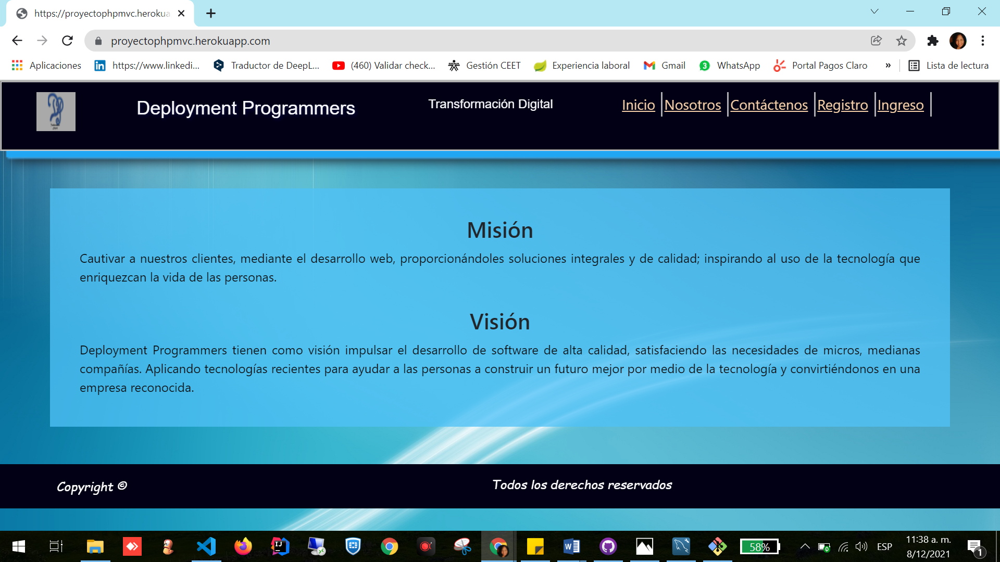 https://proyectophpmvc.herokua
proyectophpmvc.herokuapp.com
Aplicaciones
https://www.linkedi...
Traductor de DeepL...
(460) Validar check...
SENA
Gestión CEET
Experiencia laboral
Gmail
3
WhatsApp
Portal Pagos Claro
»
Lista de lectura
Deployment Programmers
Transformación Digital
Inicio
Nosotros
Contáctenos
Registro
Ingreso
Misión
Cautivar a nuestros clientes, mediante el desarrollo web, proporcionándoles soluciones integrales y de calidad; inspirando al uso de la tecnología que
enriquezcan la vida de las personas.
Visión
Deployment Programmers tienen como visión impulsar el desarrollo de software de alta calidad, satisfaciendo las necesidades de micros, medianas
compañías. Aplicando tecnologías recientes para ayudar a las personas a construir un futuro mejor por medio de la tecnología y convirtiéndonos en una
empresa reconocida.
Copyright ©
Todos los derechos reservados
IJ
58%
ESP
11:38 a. m.
8/12/2021
1